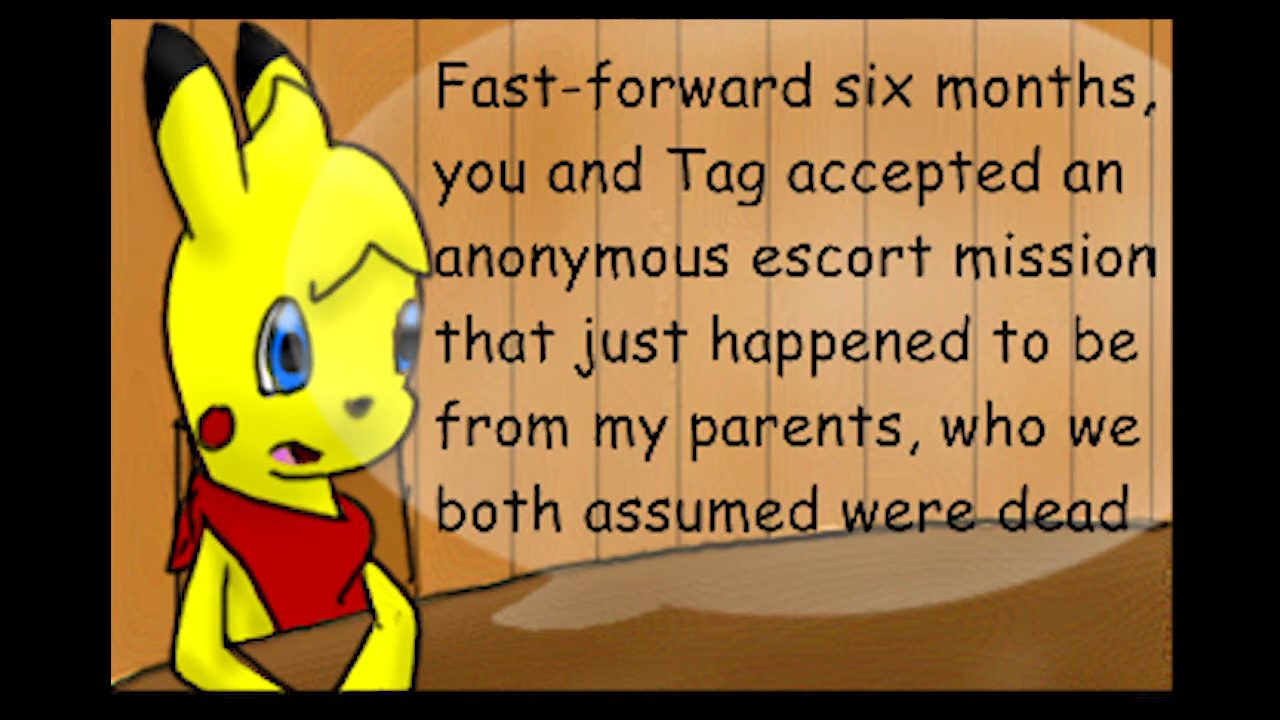 Fast-forward six months,
you and Tag accepted an
anonymous escort mission
that just happened to be
from my parents, who we
both assumed were dead